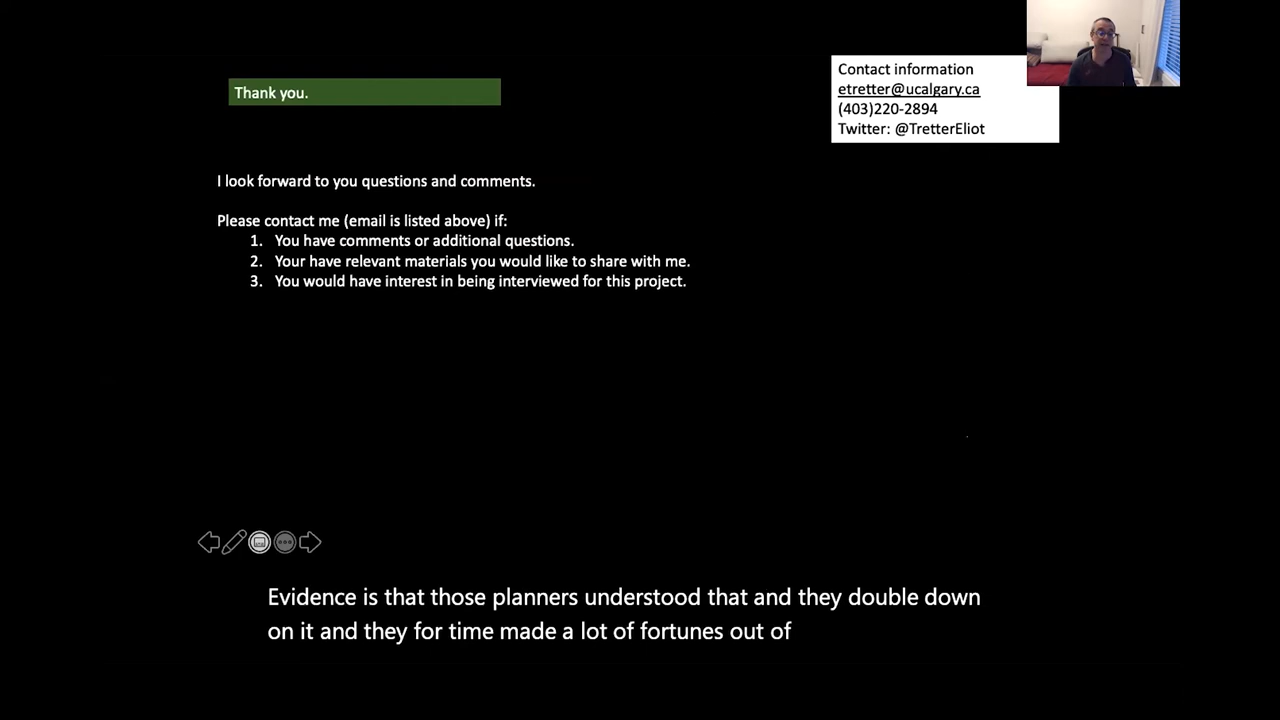 Thank you.
Contact information
etretter@ucalgary.ca
(403)220-2894
Twitter: @TretterEliot
I look forward to you questions and comments.
Please contact me (email is listed above) if:
1. You have comments or additional questions.
2. Your have relevant materials you would like to share with me.
3. You would have interest in being interviewed for this project.
Evidence is that those planners understood that and they double down
on it and they for time made a lot of fortunes out of